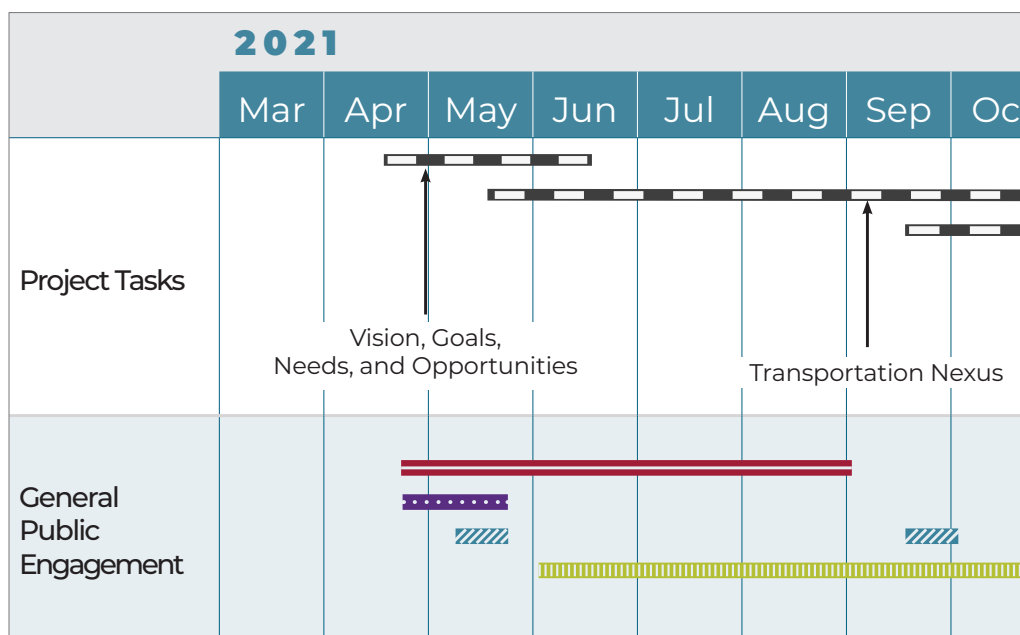 2021
Mar Apr May Jun Jul Aug Sep Oc
Project Tasks
Vision, Goals,
Needs, and Opportunities
Transportation Nexus
General
Public
Engagement